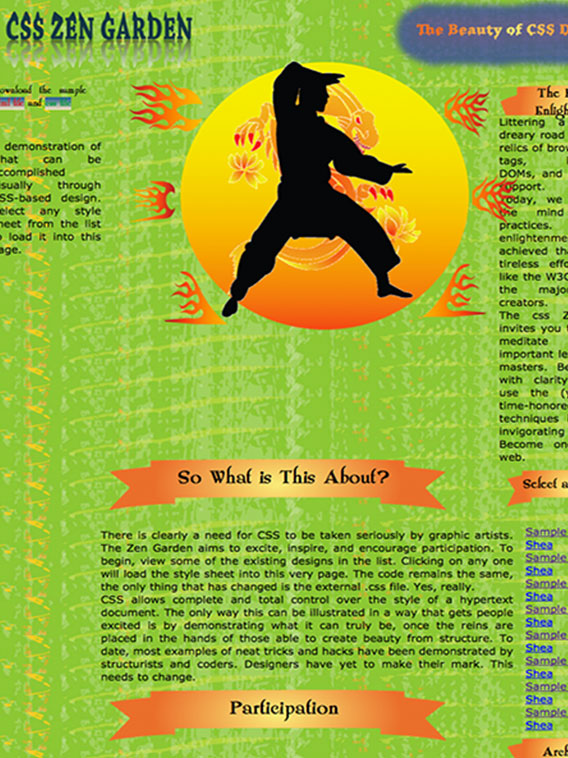 CSS ZEN GARDEN
The Beauty of CSS D
ownload the sample
and
demonstration of
hat can be
ccomplished
isually through
SS-based design.
elect any style
heet from the list
o load it into this
age.
The
Enlig
Littering a
dreary road
relics of brow
tags,
DOMs, and
support.
Today, we
the mind
practices.
enlightenme
achieved tha
tireless effo
like the W3C
the major
creators.
The css Z
invites you t
meditate
important le
masters. Be
with clarity
use the (y
time-honore
techniques i
invigorating
Become on
web.
So What is This About?
There is clearly a need for CSS to be taken seriously by graphic artists.
The Zen Garden aims to excite, inspire, and encourage participation. To
begin, view some of the existing designs in the list. Clicking on any one
will load the style sheet into this very page. The code remains the same,
the only thing that has changed is the external .css file. Yes, really.
CSS allows complete and total control over the style of a hypertext
document. The only way this can be illustrated in a way that gets people
excited is by demonstrating what it can truly be, once the reins are
placed in the hands of those able to create beauty from structure. To
date, most examples of neat tricks and hacks have been demonstrated by
structurists and coders. Designers have yet to make their mark. This
needs to change.
Participation
Select a
Sample
Shea
Sample
Shea
Sample
Shea
Sample
Shea
Sample
Shea
Sample
Shea
Sample
Shea
Sample
Shea
Arch